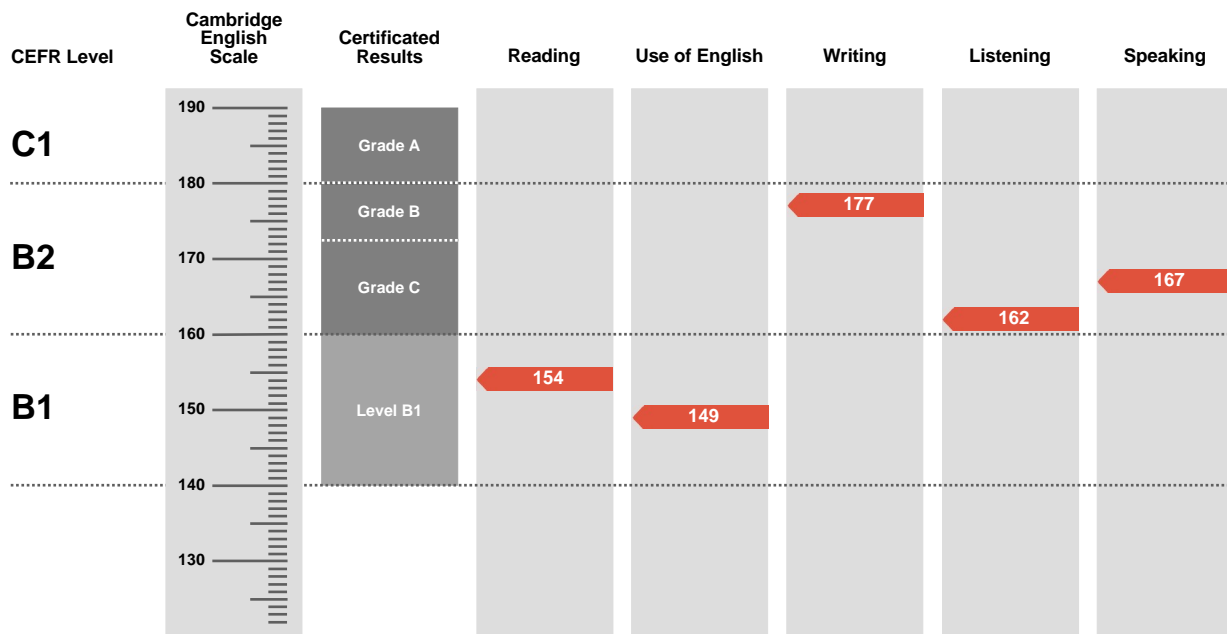 CEFR Level
Cambridge
English
Scale
Certificated
Results
Reading
Use of English
Writing
Listening
Speaking
190
C1
Grade A
180
Grade B
177
B2
170
Grade C
167
162
160
154
B1
150
Level B1
149
140
130